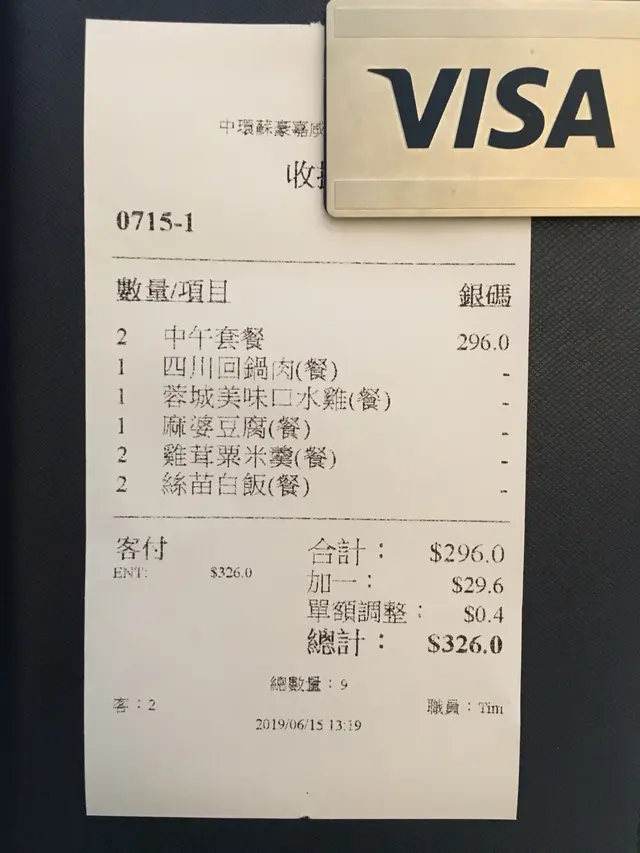 VISA
中環蘇豪嘉咸
收
0715-1
數量/項目 銀碼
2 中午套餐 296.0
1 四川回鍋肉(餐) -
1 蓉城美味口水雞(餐) -
1 麻婆豆腐(餐) -
2 雞茸粟米羹(餐) -
2 絲苗白飯(餐) -
客付 合計： $296.0
ENT: $326.0 加一： $29.6
單額調整： $0.4
總計： $326.0
總數量：9
客：2 職員：Tim
2019/06/15 13:19